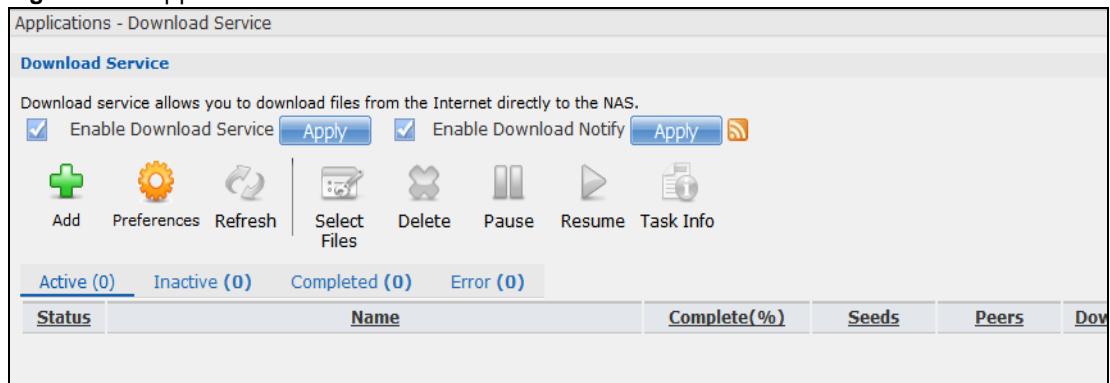 Applications - Download Service
Download Service
Download service allows you to download files from the Internet directly to the NAS.
Enable Download Service Apply Enable Download Notify Apply
Add Preferences Refresh Select Files Delete Pause Resume Task Info
Active (0) Inactive (0) Completed (0) Error (0)
Status Name Complete(%) Seeds Peers